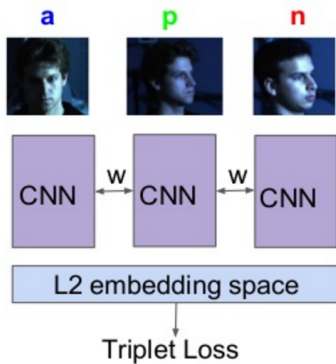 a p n
w w
CNN CNN CNN
L2 embedding space
Triplet Loss